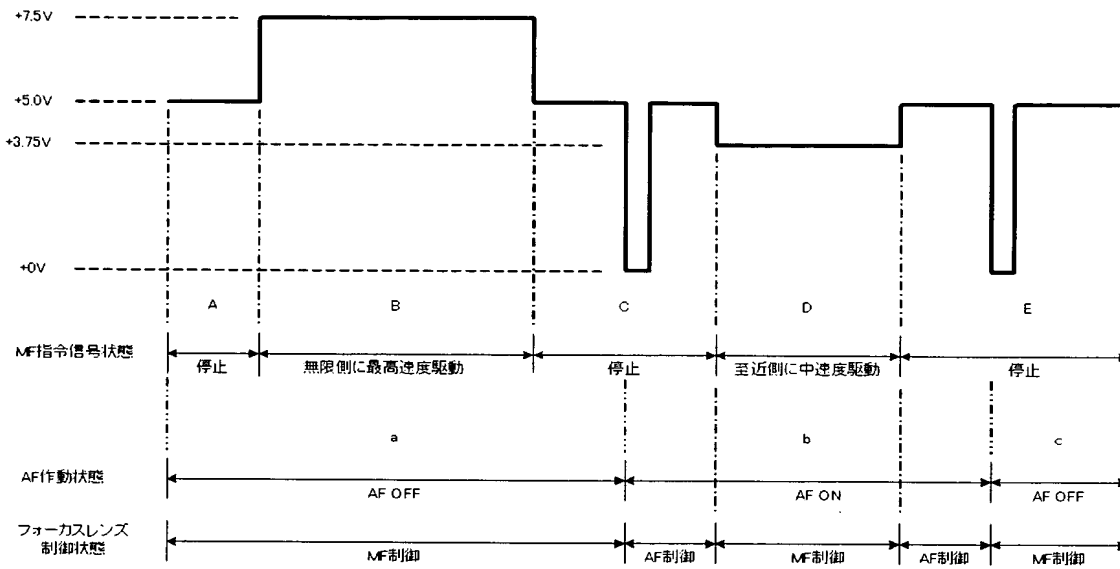 +7.5V
+5.0V
+3.75V
+0V
A B C D E
MF指令信号状態
停止 無限側に最高速度駆動 停止 至近側に中速度駆動 停止
a b c
AF作動状態
AF OFF AF ON AF OFF
フォーカスレンズ
制御状態
MF制御 AF制御 MF制御 AF制御 MF制御